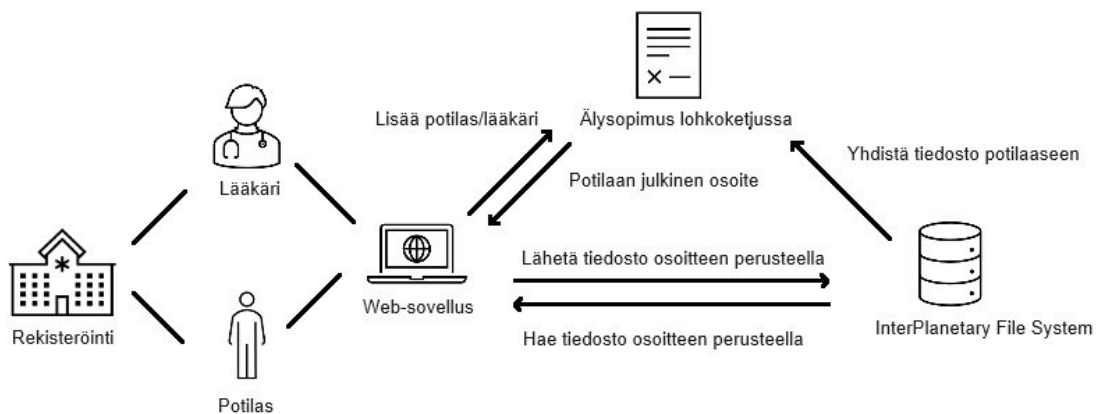 Lisää potilas/lääkäri
Älysopimus lohkoketjussa
Yhdistä tiedosto potilaaseen
Lääkäri
Potilaan julkinen osoite
Lähetä tiedosto osoitteen perusteella
Web-sovellus
Rekisteröinti
InterPlanetary File System
Hae tiedosto osoitteen perusteella
Potilas